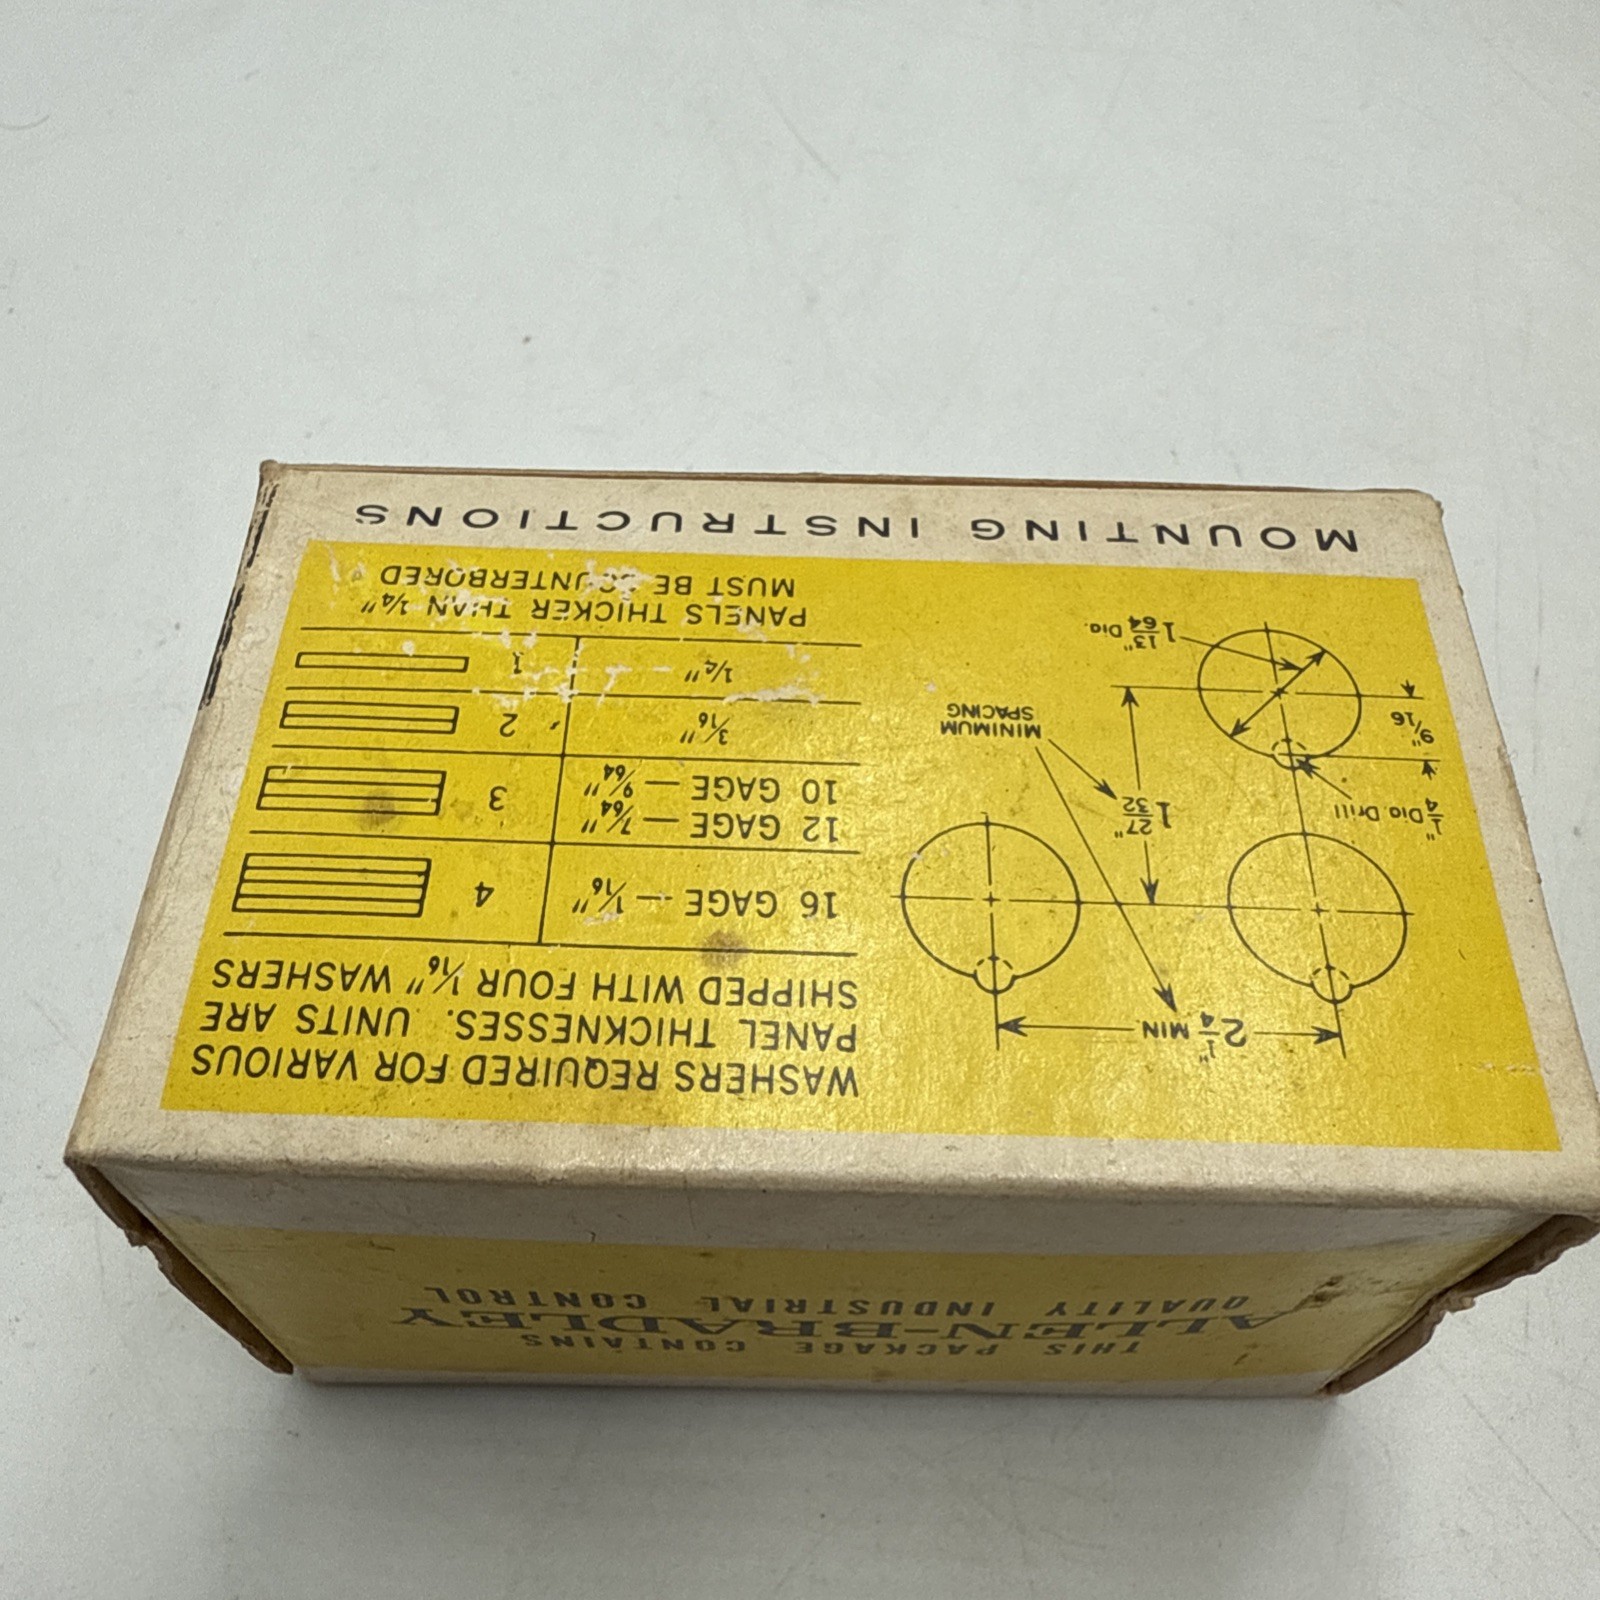 THIS PACKAGE CONTAINS
ALLEN-BRADLEY
QUALITY INDUSTRIAL CONTROL
WASHERS REQUIRED FOR VARIOUS
PANEL THICKNESSES. UNITS ARE
SHIPPED WITH FOUR 1/16" WASHERS
16 GAGE — 1/16" 4
12 GAGE — 7/64"
10 GAGE — 9/64" 3
3/16" 2
1/4" 1
PANELS THICKER THAN 1/4"
MUST BE COUNTERBORED
2 1/4" MIN.
1/4" Dia. Drill
1 27/32"
9/16"
MINIMUM
SPACING
1 13/64" Dia.
MOUNTING INSTRUCTIONS